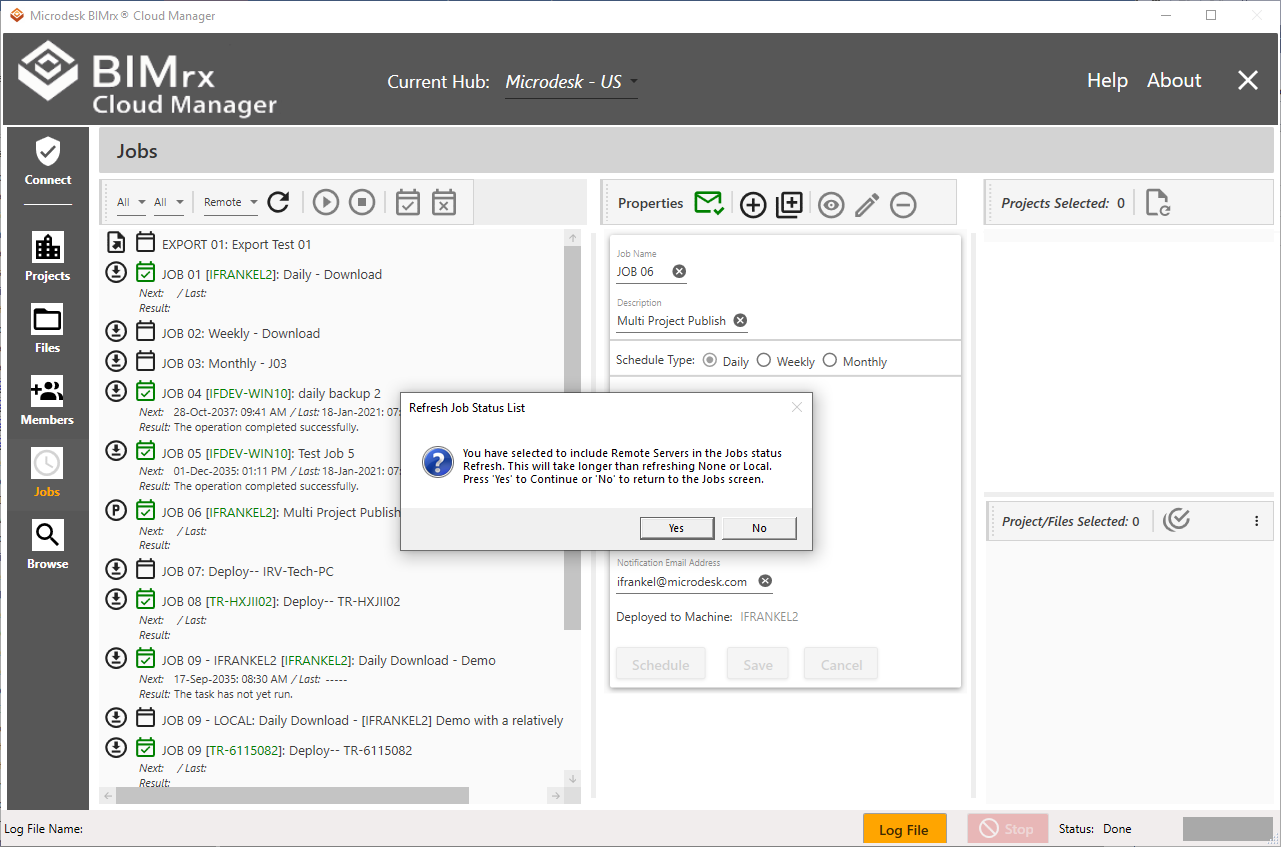 Microdesk BIMrx® Cloud Manager
BIMrx
Cloud Manager
Current Hub: Microdesk - US
Help About
Jobs
Connect
Projects
Files
Members
Jobs
Browse
All All Remote
EXPORT 01: Export Test 01
JOB 01 [IFRANKEL2]: Daily - Download
Next: / Last:
Result:
JOB 02: Weekly - Download
JOB 03: Monthly - J03
JOB 04 [IFDEV-WIN10]: daily backup 2
Next: 28-Oct-2037: 09:41 AM / Last: 18-Jan-2021: 07:
Result: The operation completed successfully.
JOB 05 [IFDEV-WIN10]: Test Job 5
Next: 01-Dec-2035: 01:11 PM / Last: 18-Jan-2021: 07:
Result: The operation completed successfully.
P
JOB 06 [IFRANKEL2]: Multi Project Publish
Next: / Last:
Result:
JOB 07: Deploy-- IRV-Tech-PC
JOB 08 [TR-HXJII02]: Deploy-- TR-HXJII02
Next: / Last:
Result:
JOB 09 - IFRANKEL2 [IFRANKEL2]: Daily Download - Demo
Next: 17-Sep-2035: 08:30 AM / Last: -----
Result: The task has not yet run.
JOB 09 - LOCAL: Daily Download - [IFRANKEL2] Demo with a relatively
JOB 09 [TR-6115082]: Deploy-- TR-6115082
Next: / Last:
Result:
Properties
Job Name
JOB 06
Description
Multi Project Publish
Schedule Type: Daily Weekly Monthly
Refresh Job Status List
You have selected to include Remote Servers in the Jobs status
Refresh. This will take longer than refreshing None or Local.
Press 'Yes' to Continue or 'No' to return to the Jobs screen.
Yes No
Notification Email Address
ifrankel@microdesk.com
Deployed to Machine: IFRANKEL2
Schedule Save Cancel
Projects Selected: 0
Project/Files Selected: 0
Log File Name:
Log File
Stop
Status: Done